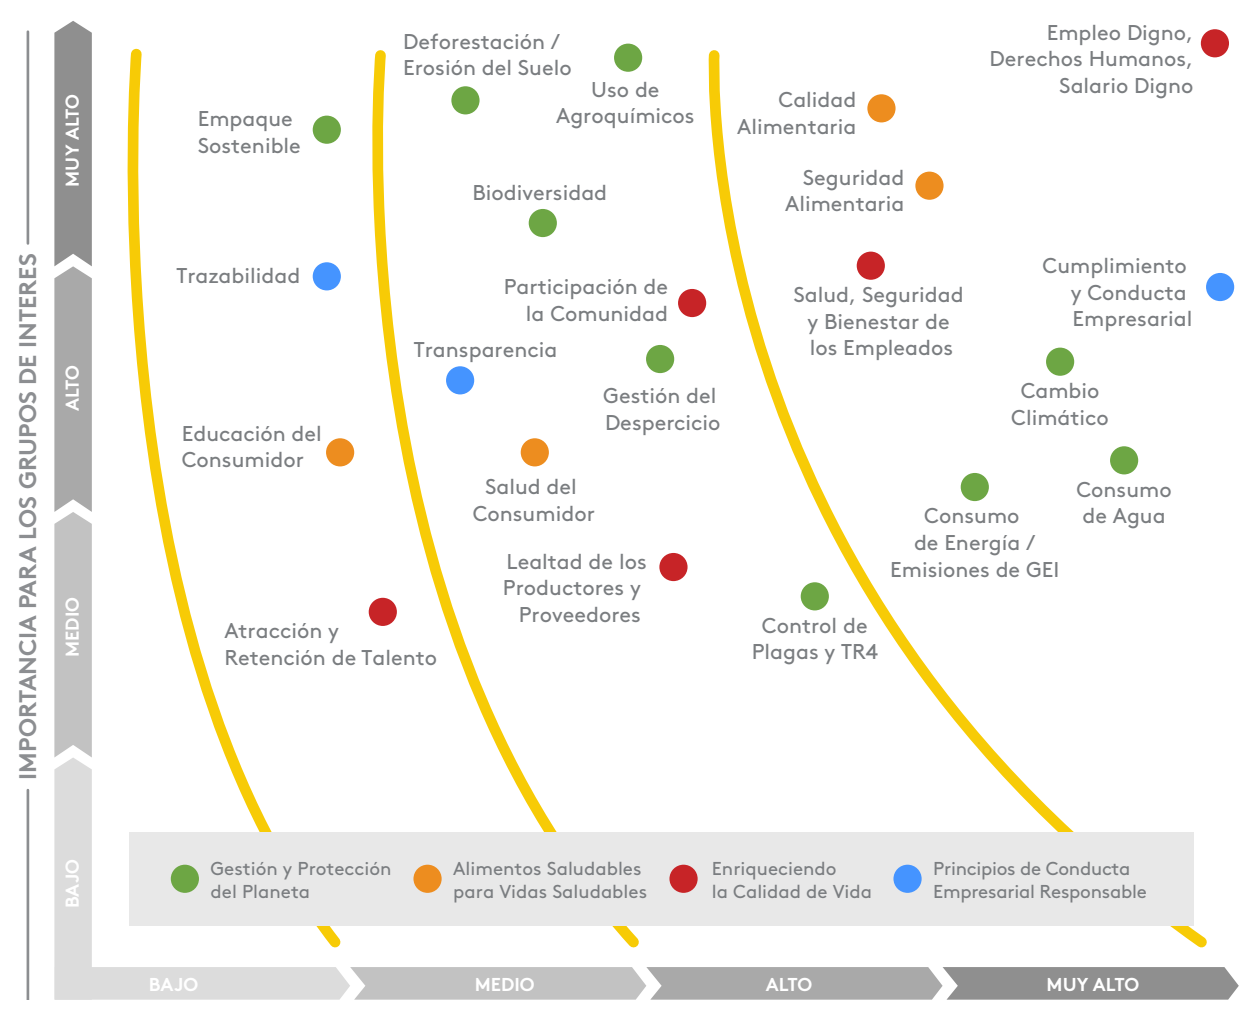 IMPORTANCIA PARA LOS GRUPOS DE INTERES
MUY ALTO
ALTO
MEDIO
BAJO
Deforestación /
Erosión del Suelo
Uso de
Agroquímicos
Empleo Digno,
Derechos Humanos,
Salario Digno
Empaque
Sostenible
Calidad
Alimentaria
Biodiversidad
Seguridad
Alimentaria
Trazabilidad
Participación de
la Comunidad
Salud, Seguridad
y Bienestar de
los Empleados
Cumplimiento
y Conducta
Empresarial
Transparencia
Gestión del
Despercicio
Cambio
Climático
Educación del
Consumidor
Salud del
Consumidor
Consumo
de Energía /
Emisiones de GEI
Consumo
de Agua
Lealtad de los
Productores y
Proveedores
Atracción y
Retención de Talento
Control de
Plagas y TR4
Gestión y Protección
del Planeta
Alimentos Saludables
para Vidas Saludables
Enriqueciendo
la Calidad de Vida
Principios de Conducta
Empresarial Responsable
BAJO
MEDIO
ALTO
MUY ALTO